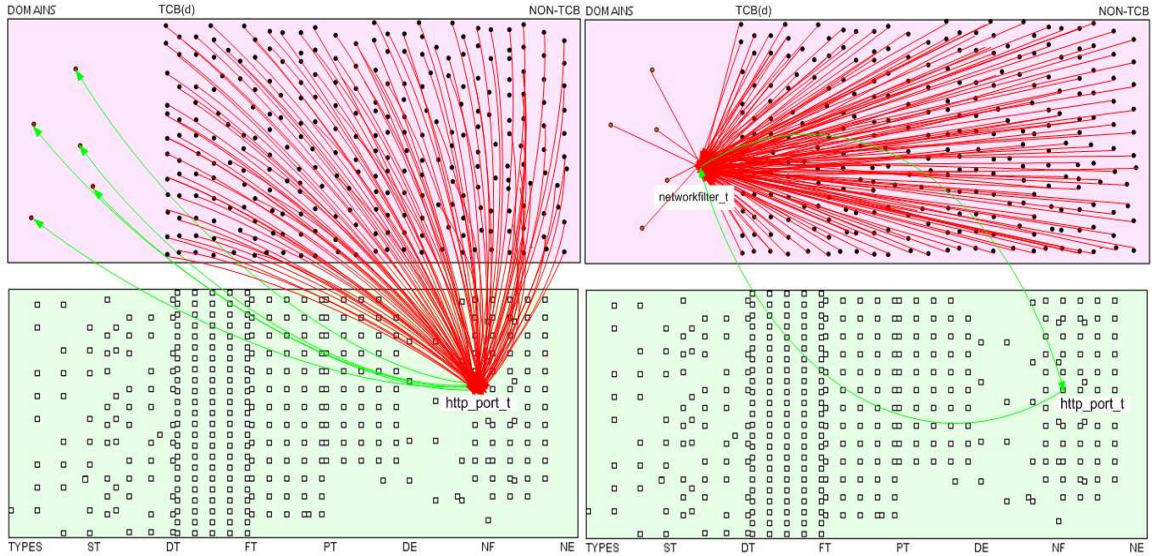 DOMAINS TCB(d) NON-TCB
http_port_t
TYPES ST DT FT PT DE NF NE
DOMAINS TCB(d) NON-TCB
networkfilter_t
http_port_t
TYPES ST DT FT PT DE NF NE